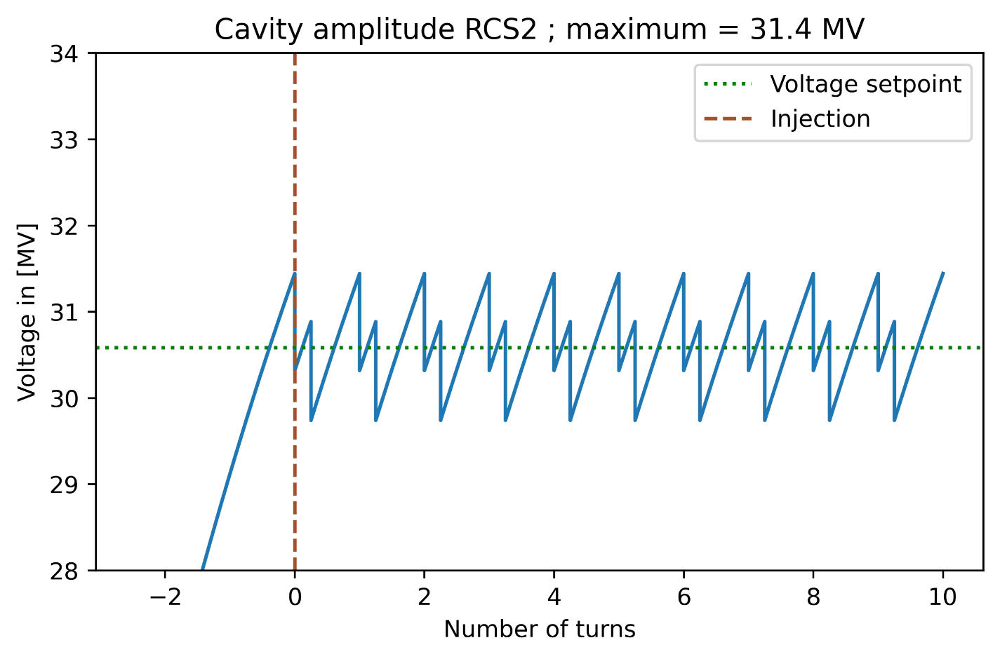 Cavity amplitude RCS2 ; maximum = 31.4 MV
34
33
32
31
30
29
28
Voltage in [MV]
Voltage setpoint
Injection
−2
0
2
4
6
8
10
Number of turns